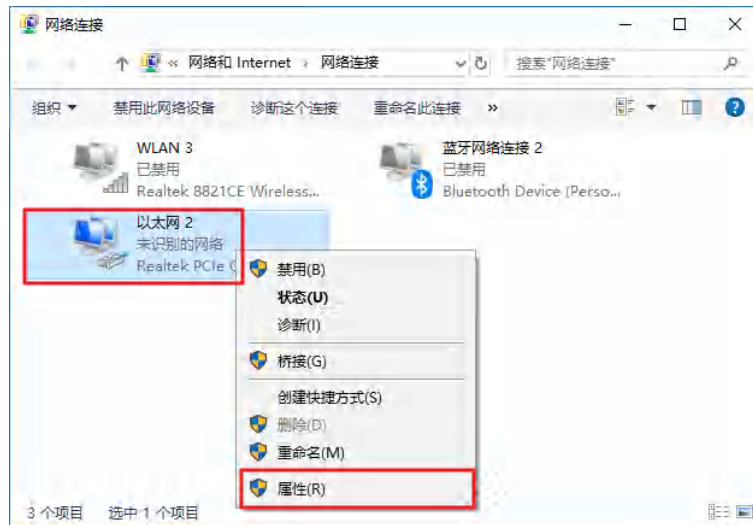 网络连接
« 网络和 Internet › 网络连接
搜索"网络连接"
组织 禁用此网络设备 诊断这个连接 重命名此连接 »
WLAN 3
已禁用
Realtek 8821CE Wireless...
蓝牙网络连接 2
已禁用
Bluetooth Device (Perso...
以太网 2
未识别的网络
Realtek PCIe
禁用(B)
状态(U)
诊断(I)
桥接(G)
创建快捷方式(S)
删除(D)
重命名(M)
属性(R)
3 个项目 选中 1 个项目